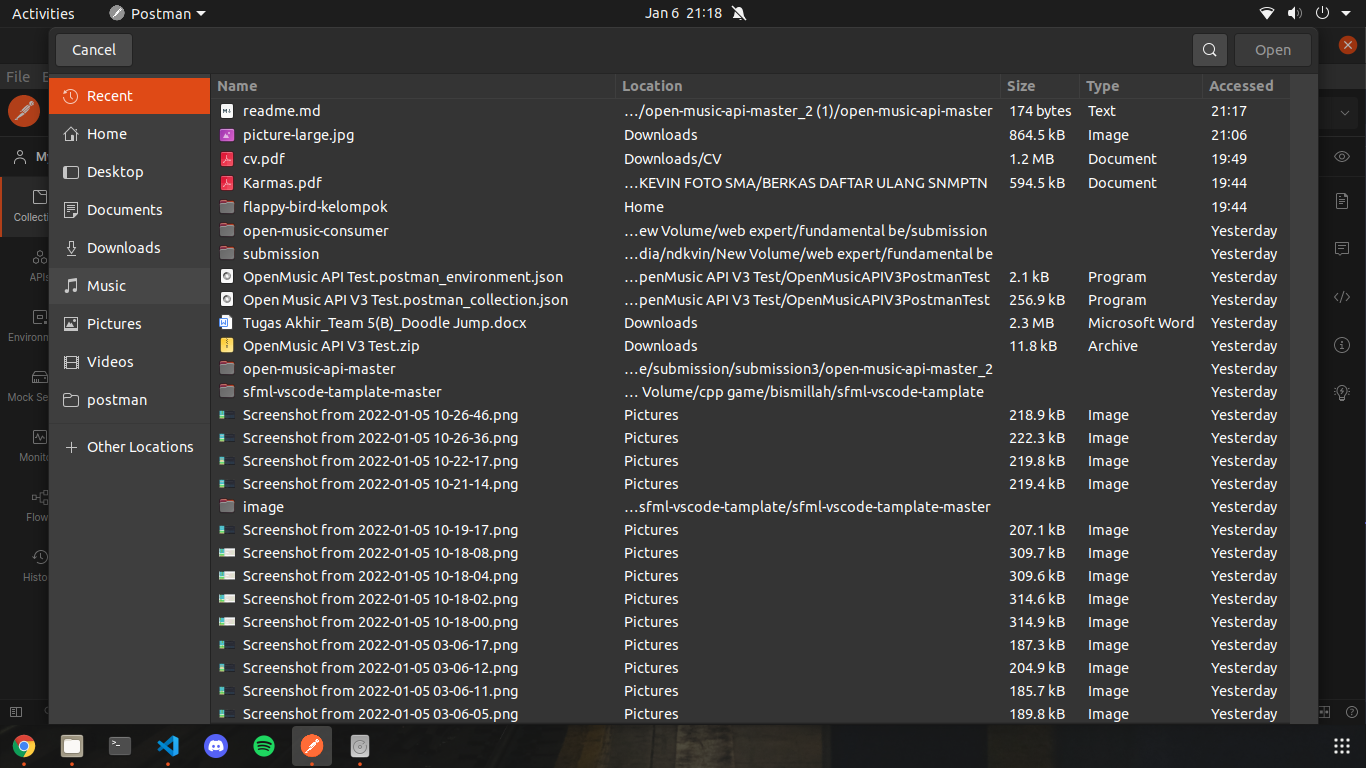 Activities Postman Jan 6 21:18
Cancel Open
File E
Recent
Home
Desktop
Documents
Downloads
Music
Pictures
Videos
postman
Other Locations
My
Collec
APIs
Environ
Mock Se
Monit
Flow
Histo
Name Location Size Type Accessed
readme.md …/open-music-api-master_2 (1)/open-music-api-master 174 bytes Text 21:17
picture-large.jpg Downloads 864.5 kB Image 21:06
cv.pdf Downloads/CV 1.2 MB Document 19:49
Karmas.pdf …KEVIN FOTO SMA/BERKAS DAFTAR ULANG SNMPTN 594.5 kB Document 19:44
flappy-bird-kelompok Home 19:44
open-music-consumer …ew Volume/web expert/fundamental be/submission Yesterday
submission …dia/ndkvin/New Volume/web expert/fundamental be Yesterday
OpenMusic API Test.postman_environment.json …penMusic API V3 Test/OpenMusicAPIV3PostmanTest 2.1 kB Program Yesterday
Open Music API V3 Test.postman_collection.json …penMusic API V3 Test/OpenMusicAPIV3PostmanTest 256.9 kB Program Yesterday
Tugas Akhir_Team 5(B)_Doodle Jump.docx Downloads 2.3 MB Microsoft Word Yesterday
OpenMusic API V3 Test.zip Downloads 11.8 kB Archive Yesterday
open-music-api-master …e/submission/submission3/open-music-api-master_2 Yesterday
sfml-vscode-tamplate-master … Volume/cpp game/bismillah/sfml-vscode-tamplate Yesterday
Screenshot from 2022-01-05 10-26-46.png Pictures 218.9 kB Image Yesterday
Screenshot from 2022-01-05 10-26-36.png Pictures 222.3 kB Image Yesterday
Screenshot from 2022-01-05 10-22-17.png Pictures 219.8 kB Image Yesterday
Screenshot from 2022-01-05 10-21-14.png Pictures 219.4 kB Image Yesterday
image …sfml-vscode-tamplate/sfml-vscode-tamplate-master Yesterday
Screenshot from 2022-01-05 10-19-17.png Pictures 207.1 kB Image Yesterday
Screenshot from 2022-01-05 10-18-08.png Pictures 309.7 kB Image Yesterday
Screenshot from 2022-01-05 10-18-04.png Pictures 309.6 kB Image Yesterday
Screenshot from 2022-01-05 10-18-02.png Pictures 314.6 kB Image Yesterday
Screenshot from 2022-01-05 10-18-00.png Pictures 314.9 kB Image Yesterday
Screenshot from 2022-01-05 03-06-17.png Pictures 187.3 kB Image Yesterday
Screenshot from 2022-01-05 03-06-12.png Pictures 204.9 kB Image Yesterday
Screenshot from 2022-01-05 03-06-11.png Pictures 185.7 kB Image Yesterday
Screenshot from 2022-01-05 03-06-05.png Pictures 189.8 kB Image Yesterday